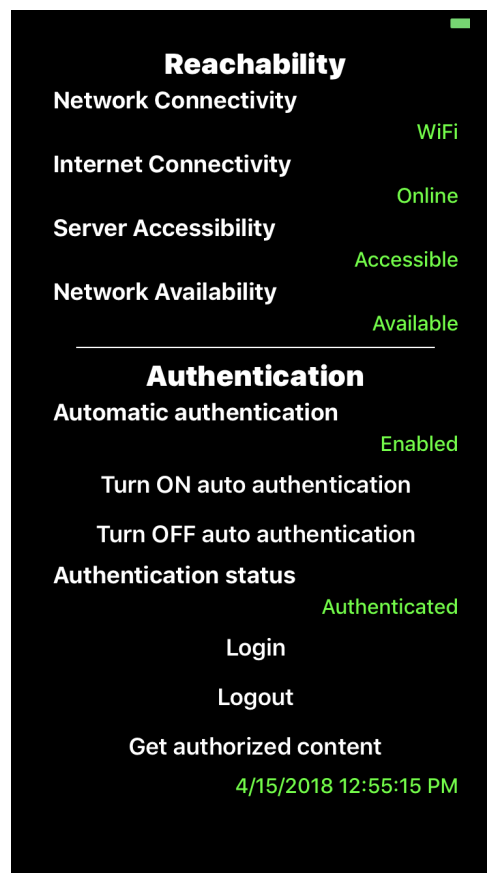 Reachability
Network Connectivity
WiFi
Internet Connectivity
Online
Server Accessibility
Accessible
Network Availability
Available
Authentication
Automatic authentication
Enabled
Turn ON auto authentication
Turn OFF auto authentication
Authentication status
Authenticated
Login
Logout
Get authorized content
4/15/2018 12:55:15 PM